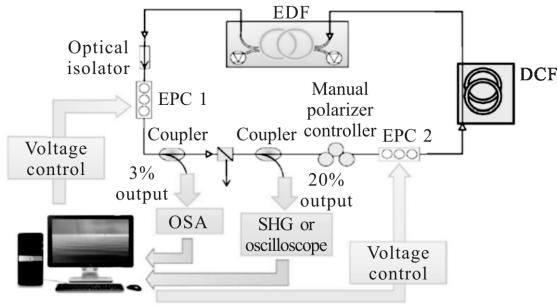 EDF
Optical
isolator
DCF
EPC 1
Manual
polarizer
controller
EPC 2
Coupler
Coupler
Voltage
control
3%
output
20%
output
OSA
SHG or
oscilloscope
Voltage
control